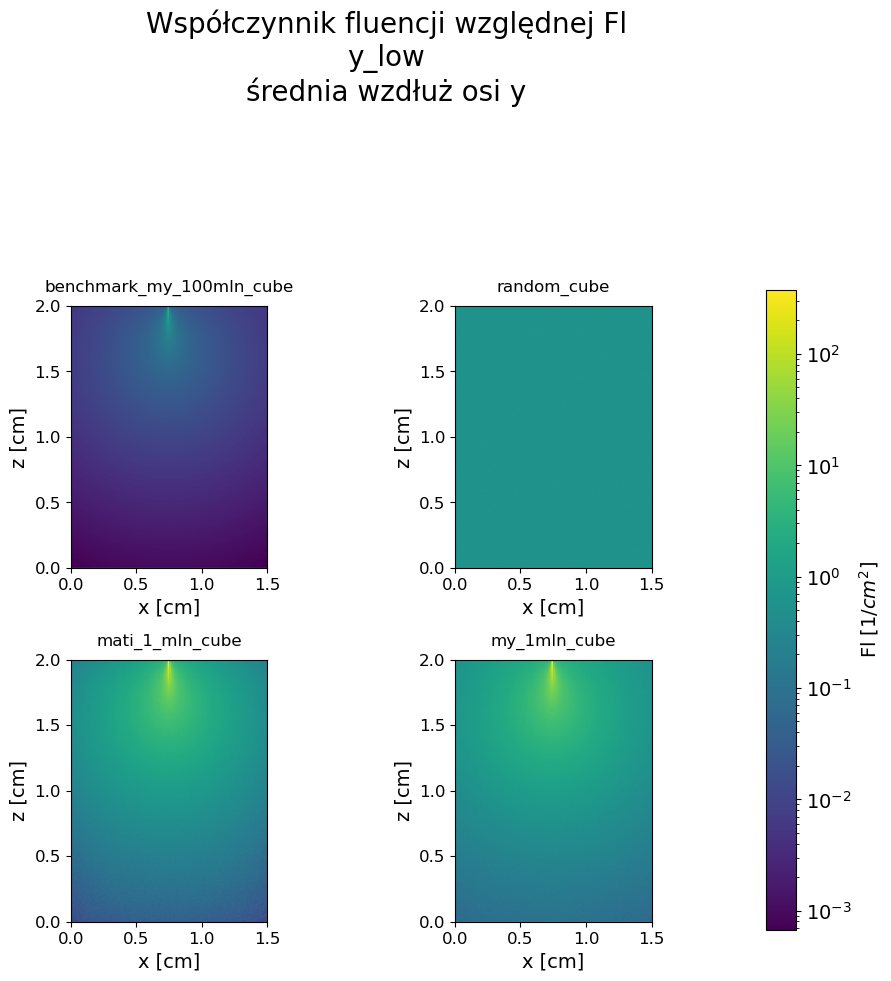 Współczynnik fluencji względnej Fl
y_low
średnia wzdłuż osi y
benchmark_my_100mln_cube
2.0
1.5
1.0
0.5
0.0
z [cm]
0.0 0.5 1.0 1.5
x [cm]
random_cube
2.0
1.5
1.0
0.5
0.0
z [cm]
0.0 0.5 1.0 1.5
x [cm]
mati_1_mln_cube
2.0
1.5
1.0
0.5
0.0
z [cm]
0.0 0.5 1.0 1.5
x [cm]
my_1mln_cube
2.0
1.5
1.0
0.5
0.0
z [cm]
0.0 0.5 1.0 1.5
x [cm]
10²
10¹
10⁰
10⁻¹
10⁻²
10⁻³
Fl [1/cm²]